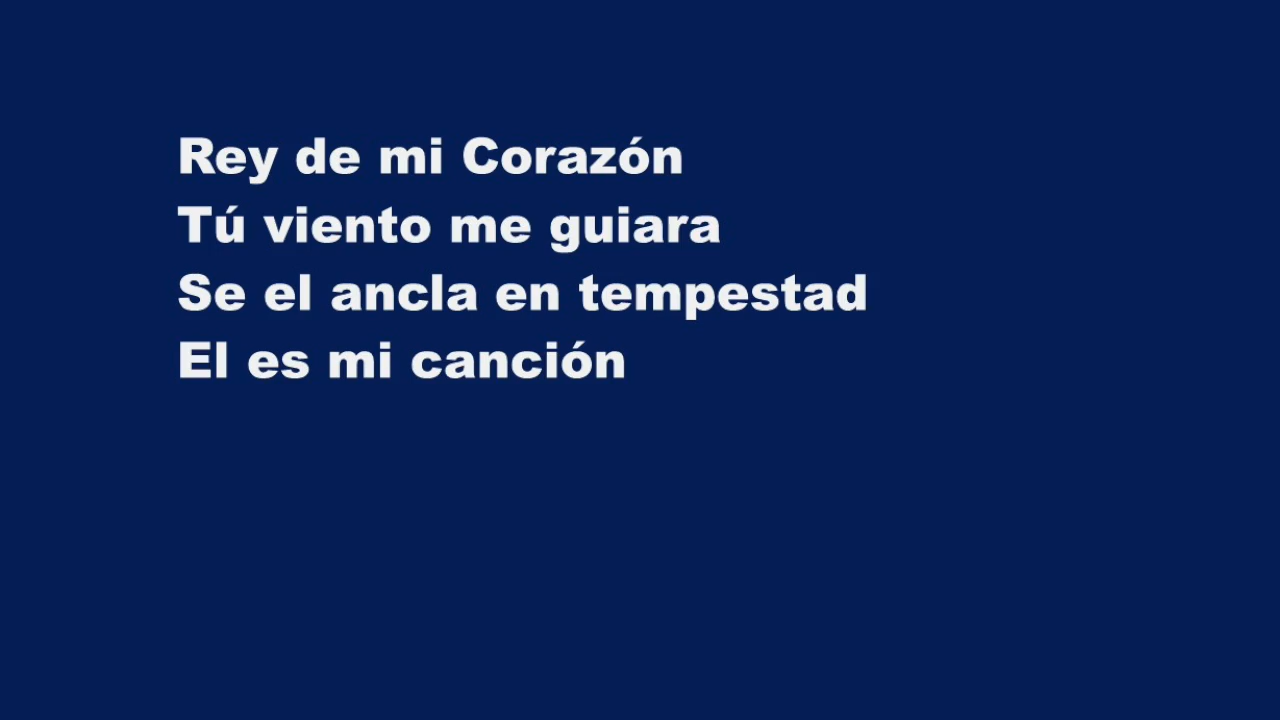 Rey de mi Corazón
Tú viento me guiara
Se el ancla en tempestad
El es mi canción